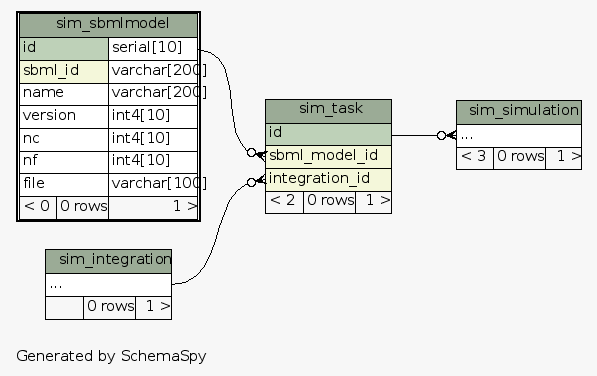 sim_sbmlmodel
id serial[10]
sbml_id varchar[200]
name varchar[200]
version int4[10]
nc int4[10]
nf int4[10]
file varchar[100]
< 0 0 rows 1 >
sim_task
id
sbml_model_id
integration_id
< 2 0 rows 1 >
sim_simulation
...
< 3 0 rows 1 >
sim_integration
...
0 rows 1 >
Generated by SchemaSpy